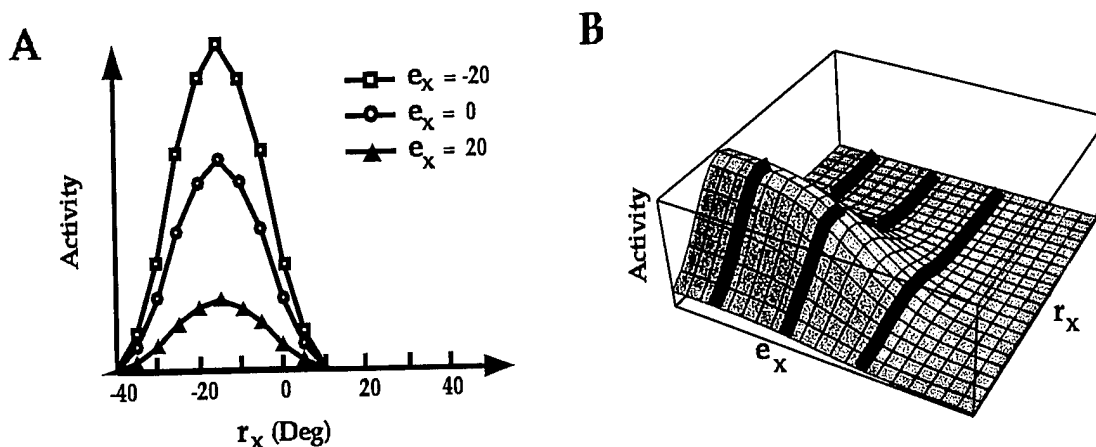 A
e_x = -20
e_x = 0
e_x = 20
Activity
-40 -20 0 20 40
r_x (Deg)
B
Activity
e_x
r_x